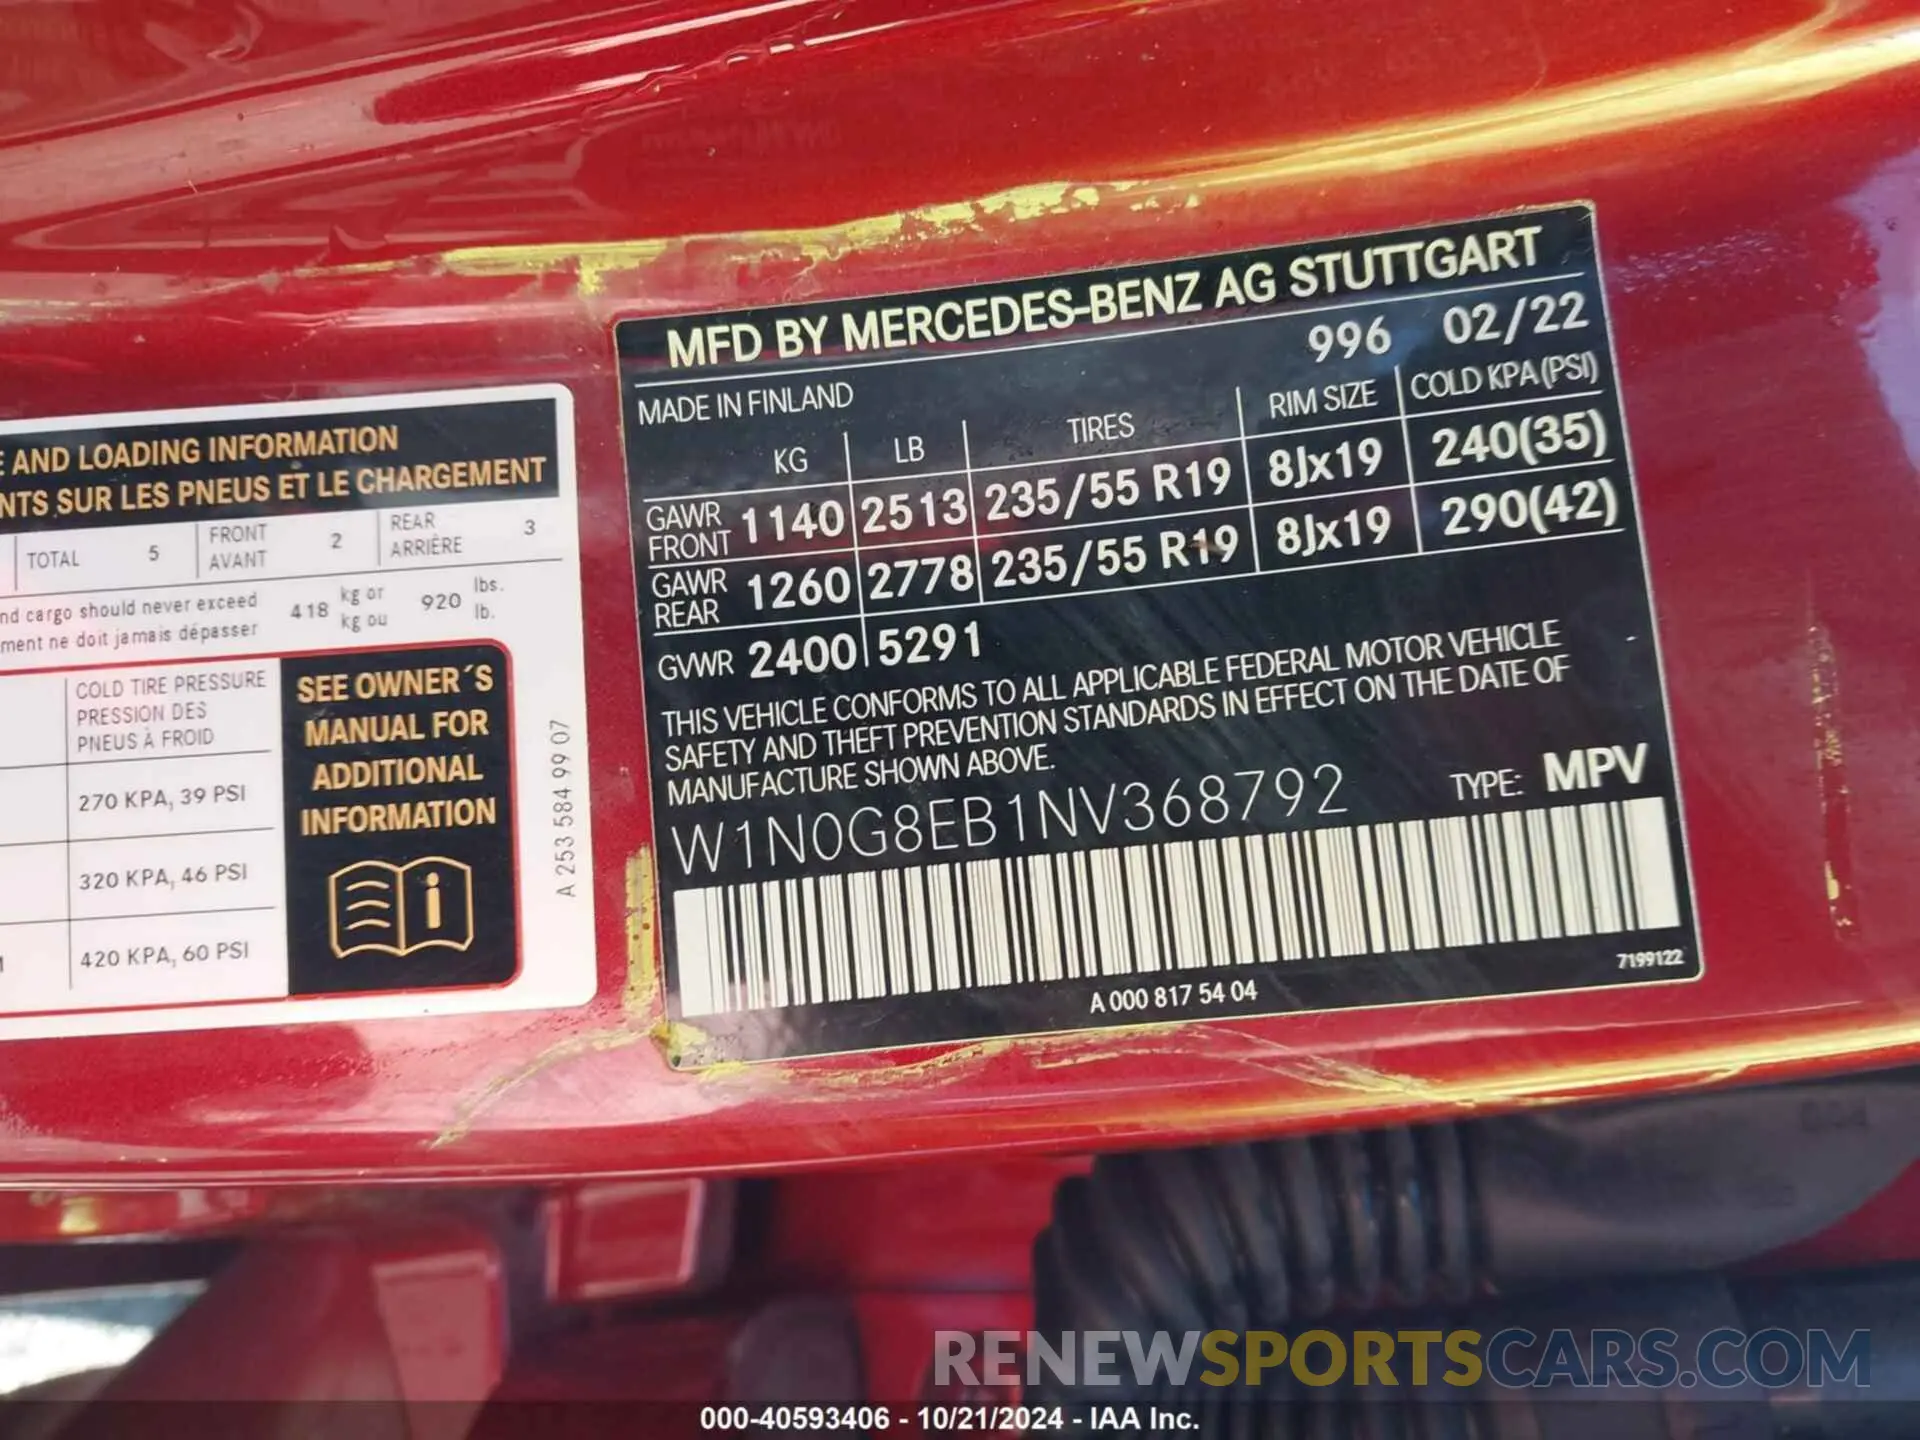 AND LOADING INFORMATION
NTS SUR LES PNEUS ET LE CHARGEMENT
TOTAL 5 FRONT AVANT 2 REAR ARRIÈRE 3
nd cargo should never exceed 418 kg or 920 lbs.
ment ne doit jamais dépasser kg ou lb.
COLD TIRE PRESSURE
PRESSION DES
PNEUS À FROID
270 KPA, 39 PSI
320 KPA, 46 PSI
420 KPA, 60 PSI
SEE OWNER´S
MANUAL FOR
ADDITIONAL
INFORMATION
i
A 253 584 99 07
MFD BY MERCEDES-BENZ AG STUTTGART
996 02/22
MADE IN FINLAND
KG LB TIRES RIM SIZE COLD KPA(PSI)
GAWR FRONT 1140 2513 235/55 R19 8Jx19 240(35)
GAWR REAR 1260 2778 235/55 R19 8Jx19 290(42)
GVWR 2400 5291
THIS VEHICLE CONFORMS TO ALL APPLICABLE FEDERAL MOTOR VEHICLE
SAFETY AND THEFT PREVENTION STANDARDS IN EFFECT ON THE DATE OF
MANUFACTURE SHOWN ABOVE.
W1N0G8EB1NV368792 TYPE: MPV
7199122
A 000 817 54 04
RENEWSPORTSCARS.COM
000-40593406 - 10/21/2024 - IAA Inc.